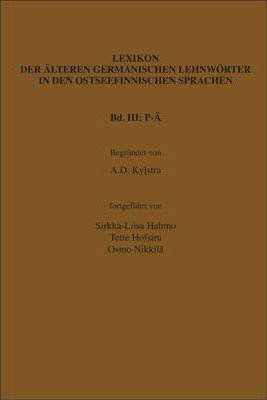 LEXIKON
DER ÄLTEREN GERMANISCHEN LEHNWÖRTER
IN DEN OSTSEEFINNISCHEN SPRACHEN
Bd. III: P-Ä
Begründet von
A.D. Kylstra
fortgeführt von
Sirkka-Liisa Hahmo
Tette Hofstra
Osmo Nikkilä